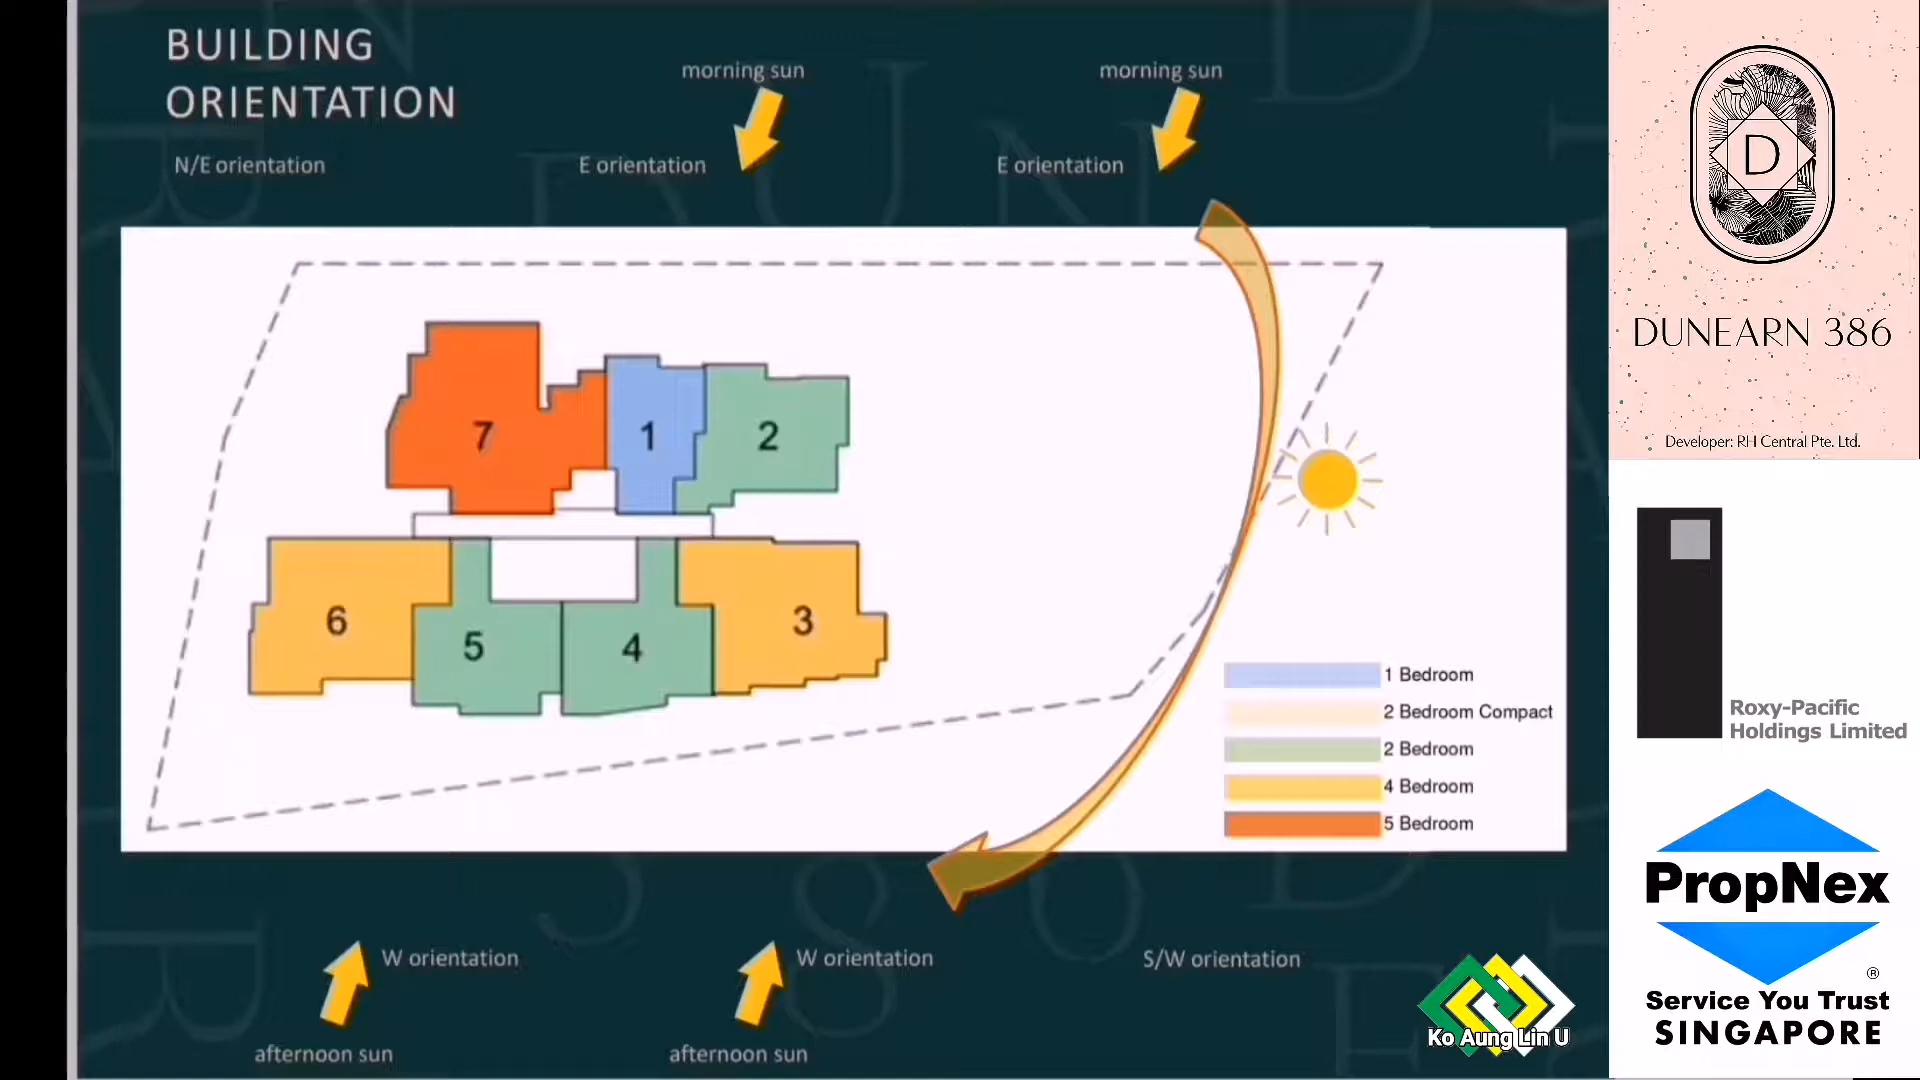 BUILDING
ORIENTATION
morning sun
morning sun
N/E orientation
E orientation
E orientation
7
1
2
6
5
4
3
1 Bedroom
2 Bedroom Compact
2 Bedroom
4 Bedroom
5 Bedroom
W orientation
W orientation
S/W orientation
afternoon sun
afternoon sun
Ko Aung Lin U
D
DUNEARN 386
Developer: RH Central Pte. Ltd.
Roxy-Pacific
Holdings Limited
PropNex
®
Service You Trust
SINGAPORE